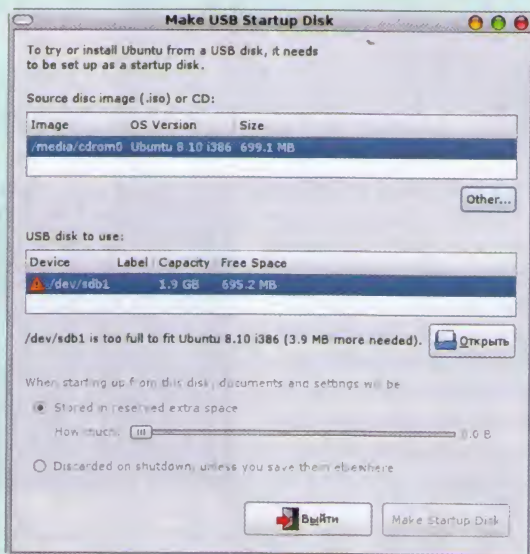 Make USB Startup Disk
To try or install Ubuntu from a USB disk, it needs
to be set up as a startup disk.
Source disc image (.iso) or CD:
Image OS Version Size
/media/cdrom0 Ubuntu 8.10 i386 699.1 MB
Other...
USB disk to use:
Device Label Capacity Free Space
/dev/sdb1 1.9 GB 695.2 MB
/dev/sdb1 is too full to fit Ubuntu 8.10 i386 (3.9 MB more needed).
Открыть
When starting up from this disk, documents and settings will be
Stored in reserved extra space
How much: 0.0 B
Discarded on shutdown, unless you save them elsewhere
Выйти
Make Startup Disk